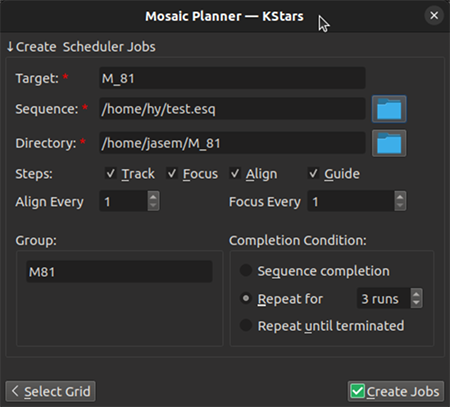 Mosaic Planner — KStars
↓Create Scheduler Jobs
Target: * M_81
Sequence: * /home/hy/test.esq
Directory: * /home/jasem/M_81
Steps: Track Focus Align Guide
Align Every 1 Focus Every 1
Group: Completion Condition:
M81 Sequence completion
Repeat for 3 runs
Repeat until terminated
< Select Grid Create Jobs